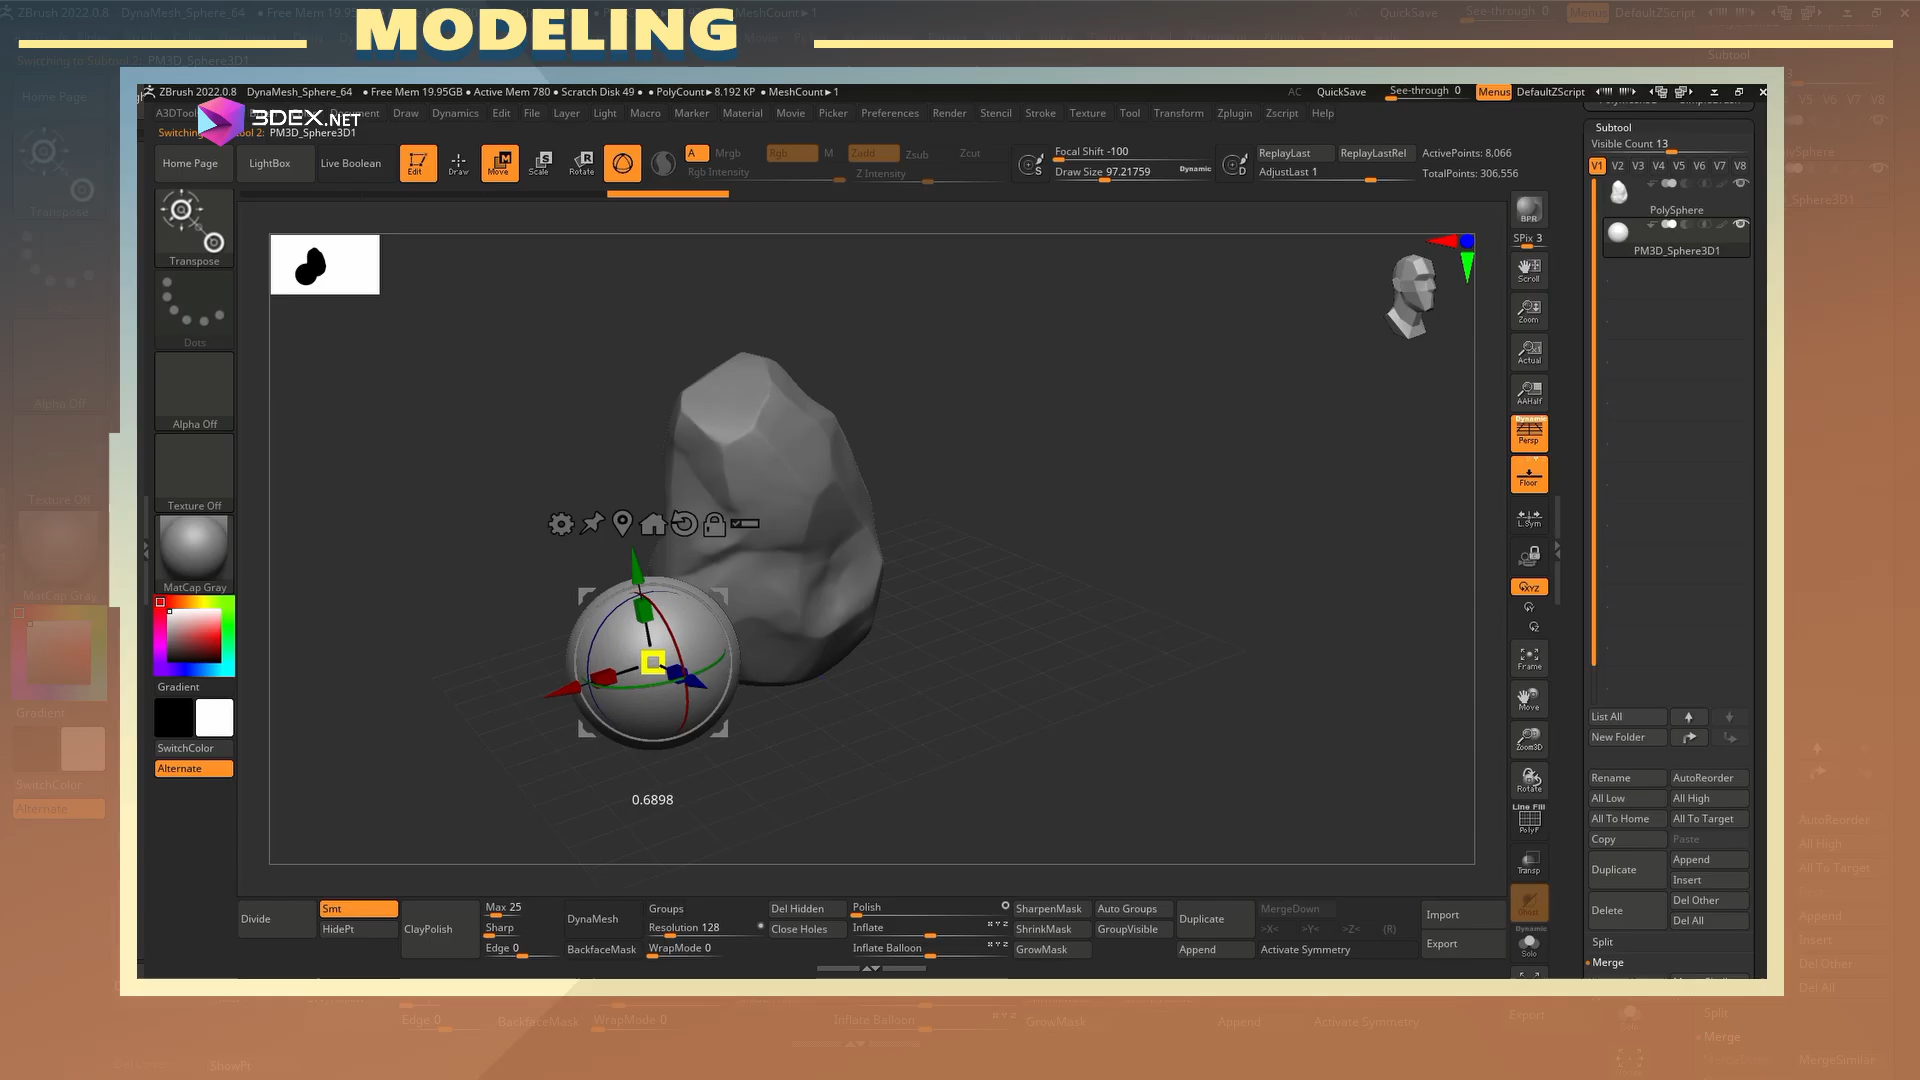 MODELING
ZBrush 2022.0.8 DynaMesh_Sphere_64 • Free Mem 19.95GB • Active Mem 780 • Scratch Disk 49 • • PolyCount▸ 8.192 KP • MeshCount▸ 1
AC QuickSave See-through 0 Menus DefaultZScript
3DEX.NET
Draw Dynamics Edit File Layer Light Macro Marker Material Movie Picker Preferences Render Stencil Stroke Texture Tool Transform Zplugin Zscript Help
PM3D_Sphere3D1
Home Page LightBox Live Boolean
Edit Draw Move Scale Rotate
A Mrgb Rgb M Zadd Zsub Zcut
Rgb Intensity Z Intensity
Focal Shift -100
Draw Size 97.21759 Dynamic
S D
ReplayLast ReplayLastRel
AdjustLast 1
ActivePoints: 8,066
TotalPoints: 306,556
Subtool
Visible Count 13
V1 V2 V3 V4 V5 V6 V7 V8
PolySphere
PM3D_Sphere3D1
Transpose
Dots
Alpha Off
Texture Off
MatCap Gray
Gradient
SwitchColor
Alternate
0.6898
BPR
SPix 3
Scroll
Zoom
Actual
AAHalf
Dynamic
Persp
Floor
L.Sym
XYZ
Y
Z
Frame
Move
Zoom3D
Rotate
Line Fill
PolyF
Transp
Ghost
Dynamic
Solo
List All
New Folder
Rename AutoReorder
All Low All High
All To Home All To Target
Copy Paste
Duplicate Append
Insert
Delete Del Other
Del All
Split
Merge
Divide
Smt
HidePt
ClayPolish
Max 25
Sharp
Edge 0
DynaMesh
BackfaceMask
Groups
Resolution 128
WrapMode 0
Del Hidden
Close Holes
Polish
Inflate
Inflate Balloon
SharpenMask
ShrinkMask
GrowMask
Auto Groups
GroupVisible
Duplicate
Append
MergeDown
>X< >Y< >Z< (R)
Activate Symmetry
Import
Export